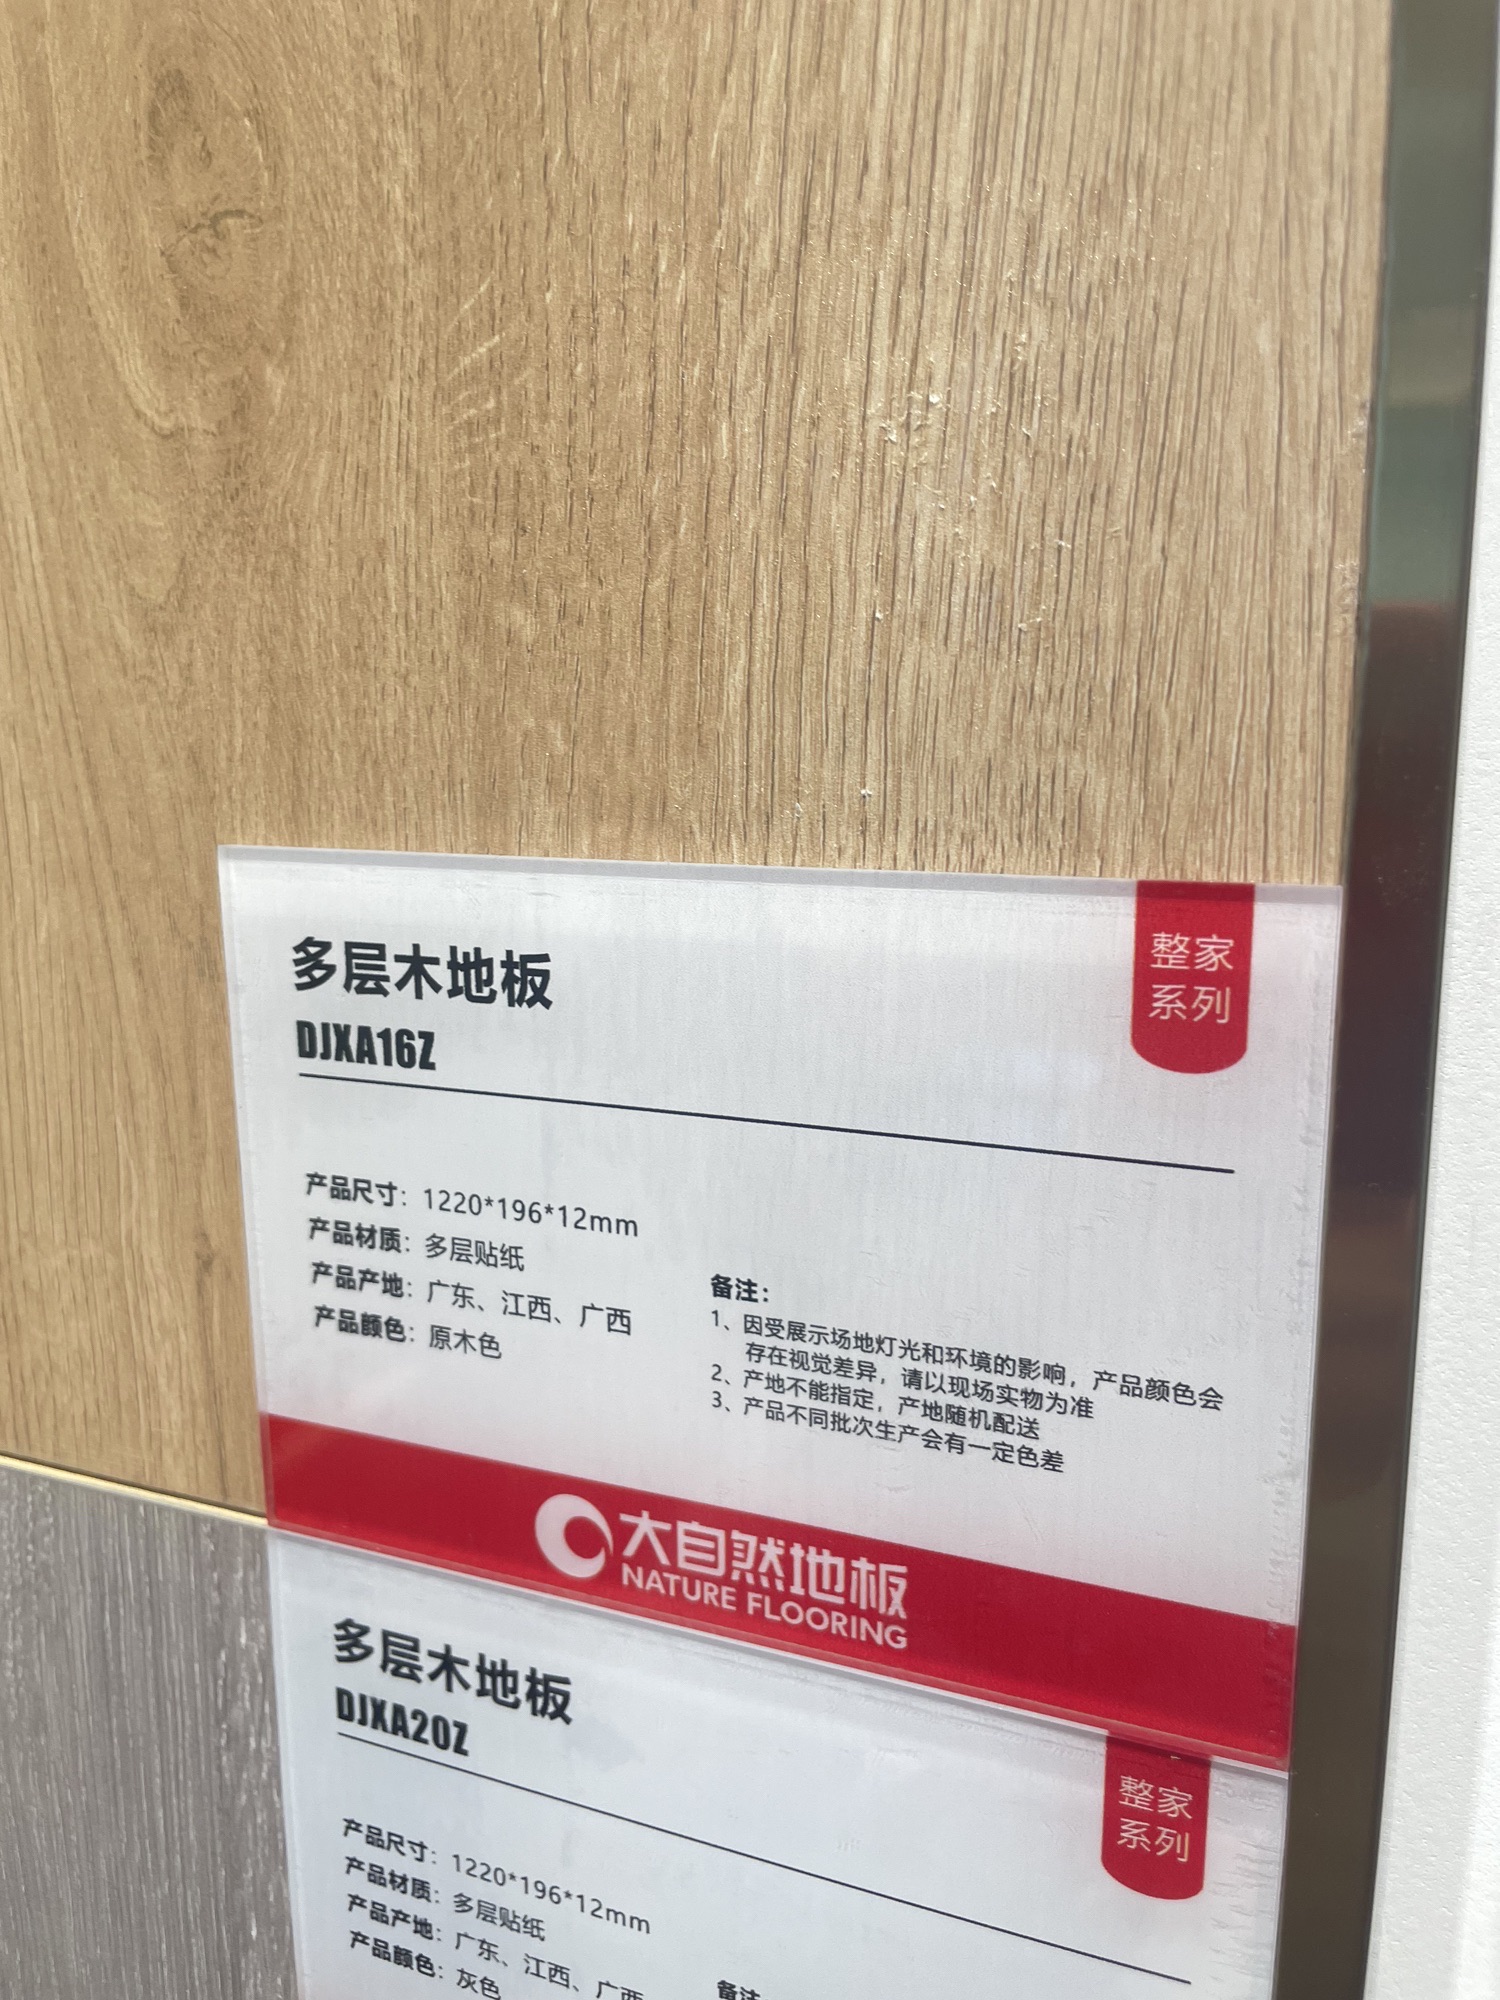 整家
系列
多层木地板
DJXA16Z
产品尺寸：1220*196*12mm
产品材质：多层贴纸
产品产地：广东、江西、广西
产品颜色：原木色
备注：
1、因受展示场地灯光和环境的影响，产品颜色会
存在视觉差异，请以现场实物为准
2、产地不能指定，产地随机配送
3、产品不同批次生产会有一定色差
大自然地板
NATURE FLOORING
多层木地板
DJXA20Z
整家
系列
产品尺寸：1220*196*12mm
产品材质：多层贴纸
产品产地：广东、江西、广西
产品颜色：灰色
备注